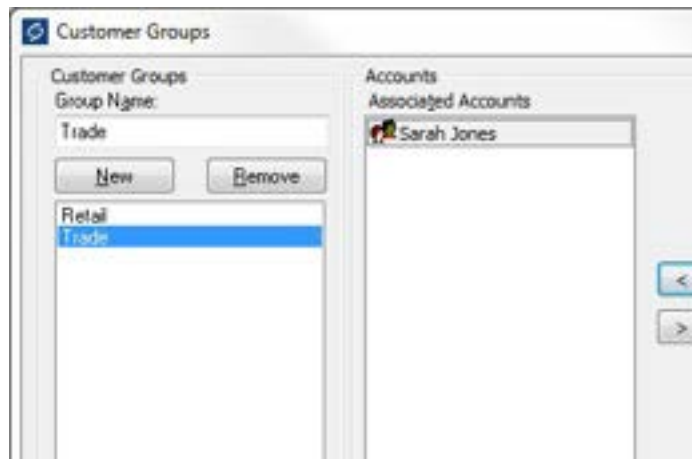 Customer Groups
Customer Groups
Group Name:
Trade
New
Remove
Retail
Trade
Accounts
Associated Accounts
Sarah Jones
<
>